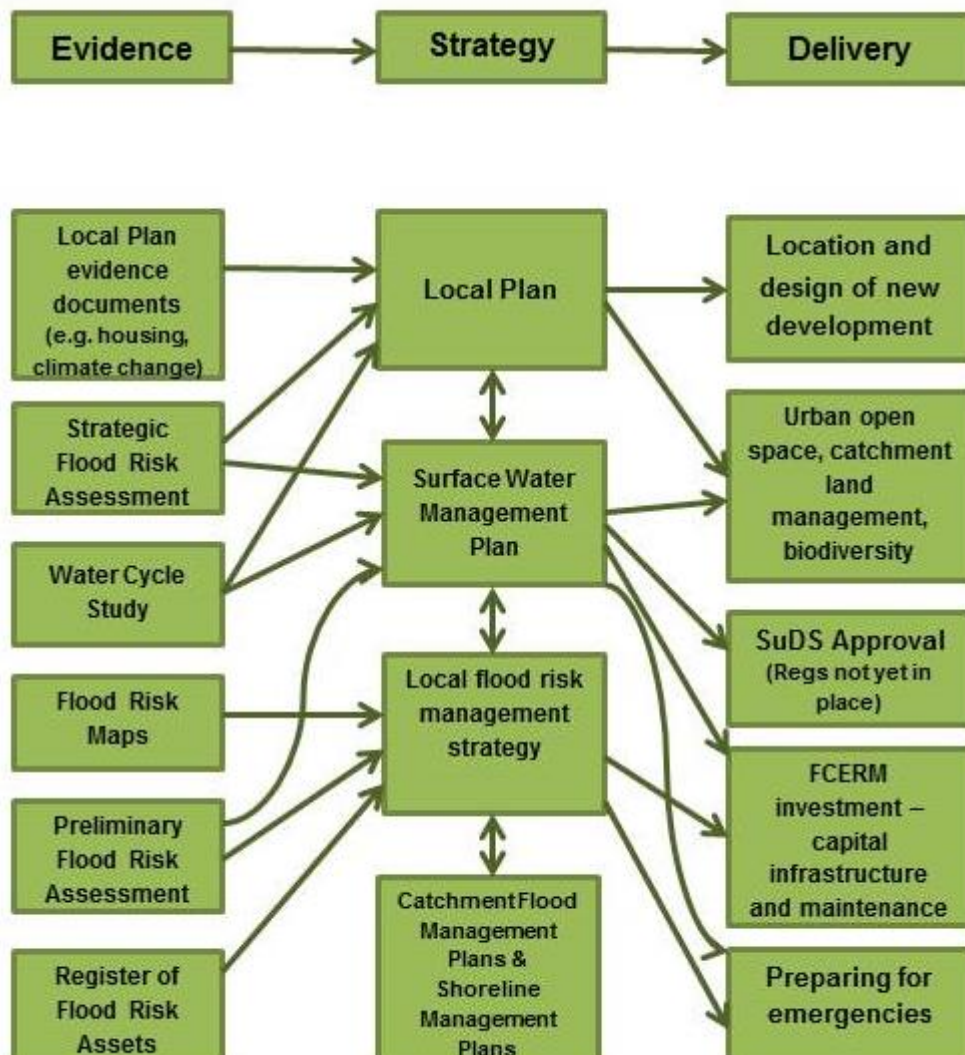 Evidence
Strategy
Delivery
Local Plan
evidence
documents
(e.g. housing,
climate change)
Strategic
Flood Risk
Assessment
Water Cycle
Study
Flood Risk
Maps
Preliminary
Flood Risk
Assessment
Register of
Flood Risk
Assets
Local Plan
Surface Water
Management
Plan
Local flood risk
management
strategy
Catchment Flood
Management
Plans &
Shoreline
Management
Plans
Location and
design of new
development
Urban open
space, catchment
land
management,
biodiversity
SuDS Approval
(Regs not yet in
place)
FCERM
investment –
capital
infrastructure
and maintenance
Preparing for
emergencies